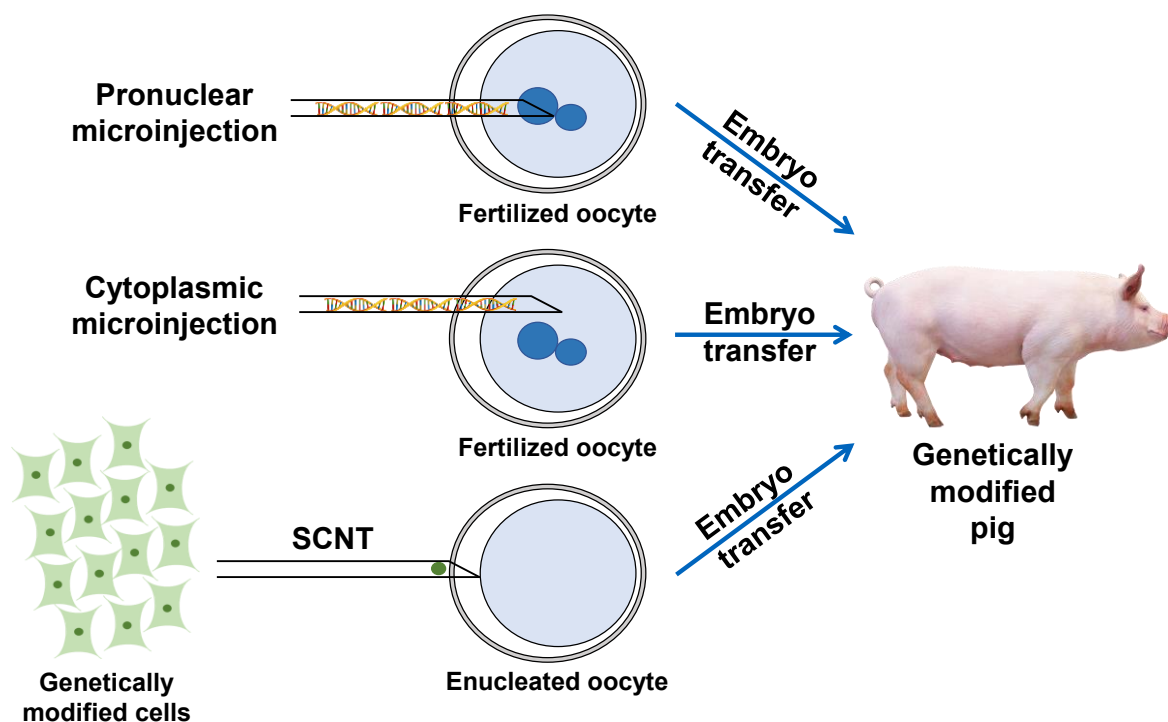 Pronuclear
microinjection
Fertilized oocyte
Embryo
transfer
Cytoplasmic
microinjection
Fertilized oocyte
Embryo
transfer
Genetically
modified
pig
SCNT
Enucleated oocyte
Embryo
transfer
Genetically
modified cells